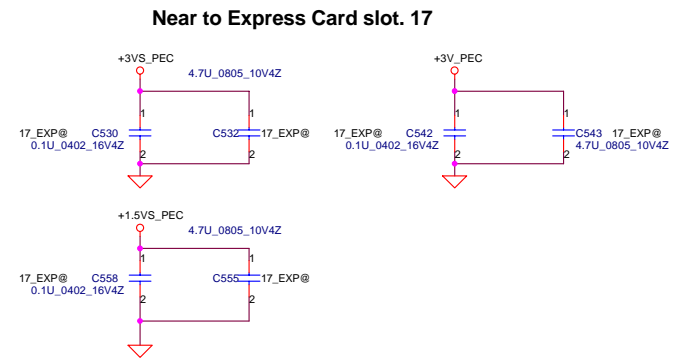 Near to Express Card slot. 17
+3VS_PEC
4.7U_0805_10V4Z
1
1
17_EXP@ C530
C532 17_EXP@
0.1U_0402_16V4Z
2
2
+3V_PEC
1
1
17_EXP@ C542
C543 17_EXP@
0.1U_0402_16V4Z
4.7U_0805_10V4Z
2
2
+1.5VS_PEC
4.7U_0805_10V4Z
1
1
17_EXP@ C558
C555 17_EXP@
0.1U_0402_16V4Z
2
2